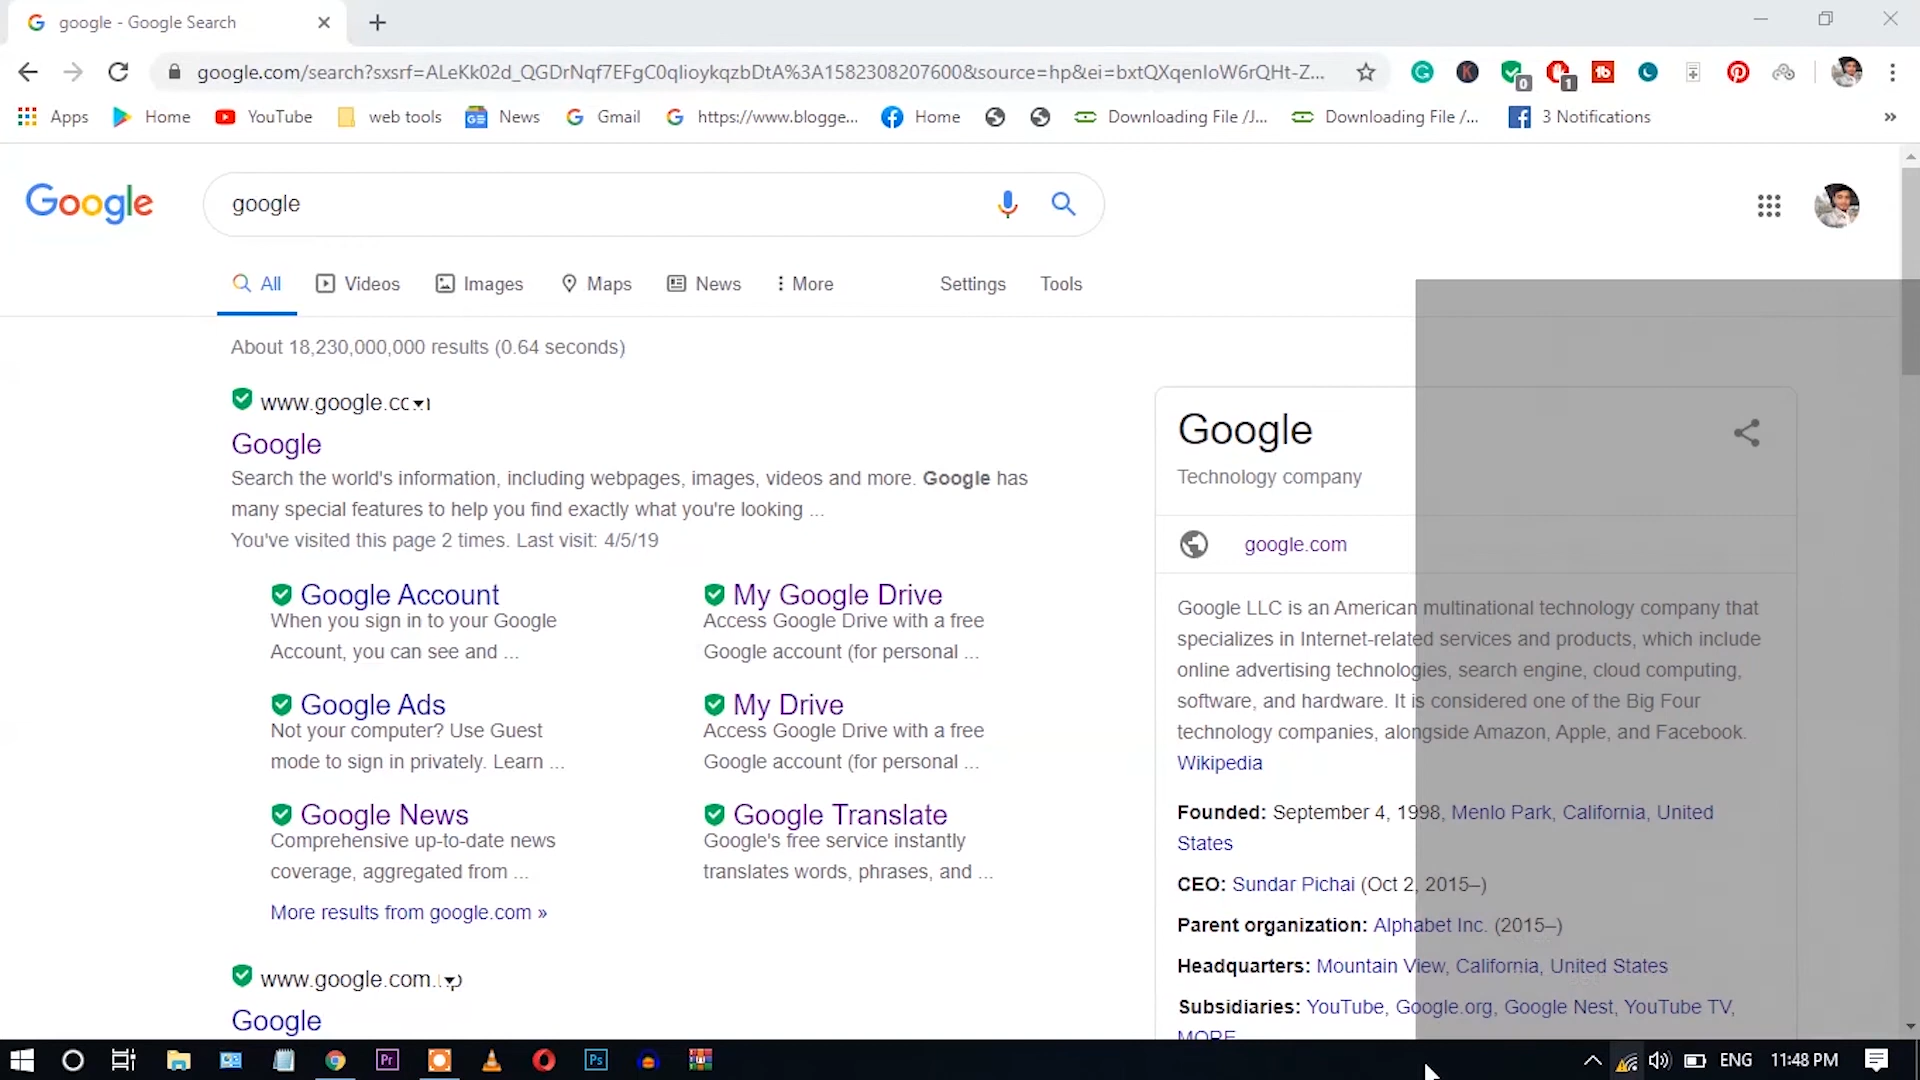 google - Google Search
google.com/search?sxsrf=ALeKk02d_QGDrNqf7EFgC0qlioykqzbDtA%3A1582308207600&source=hp&ei=bxtQXqenIoW6rQHt-Z...
0
1
Apps
Home
YouTube
web tools
News
Gmail
https://www.blogge...
Home
Downloading File /J...
Downloading File /...
3 Notifications
»
Google
google
All
Videos
Images
Maps
News
More
Settings
Tools
About 18,230,000,000 results (0.64 seconds)
www.google.co
Google
Search the world's information, including webpages, images, videos and more. Google has
many special features to help you find exactly what you're looking ...
You've visited this page 2 times. Last visit: 4/5/19
Google Account
When you sign in to your Google
Account, you can see and ...
My Google Drive
Access Google Drive with a free
Google account (for personal ...
Google Ads
Not your computer? Use Guest
mode to sign in privately. Learn ...
My Drive
Access Google Drive with a free
Google account (for personal ...
Google News
Comprehensive up-to-date news
coverage, aggregated from ...
Google Translate
Google's free service instantly
translates words, phrases, and ...
More results from google.com »
www.google.com.
Google
Google
Technology company
google.com
Google LLC is an American multinational technology company that
specializes in Internet-related services and products, which include
online advertising technologies, search engine, cloud computing,
software, and hardware. It is considered one of the Big Four
technology companies, alongside Amazon, Apple, and Facebook.
Wikipedia
Founded: September 4, 1998, Menlo Park, California, United
States
CEO: Sundar Pichai (Oct 2, 2015–)
Parent organization: Alphabet Inc. (2015–)
Headquarters: Mountain View, California, United States
Subsidiaries: YouTube, Google.org, Google Nest, YouTube TV,
MORE
Pr
Ps
ENG
11:48 PM